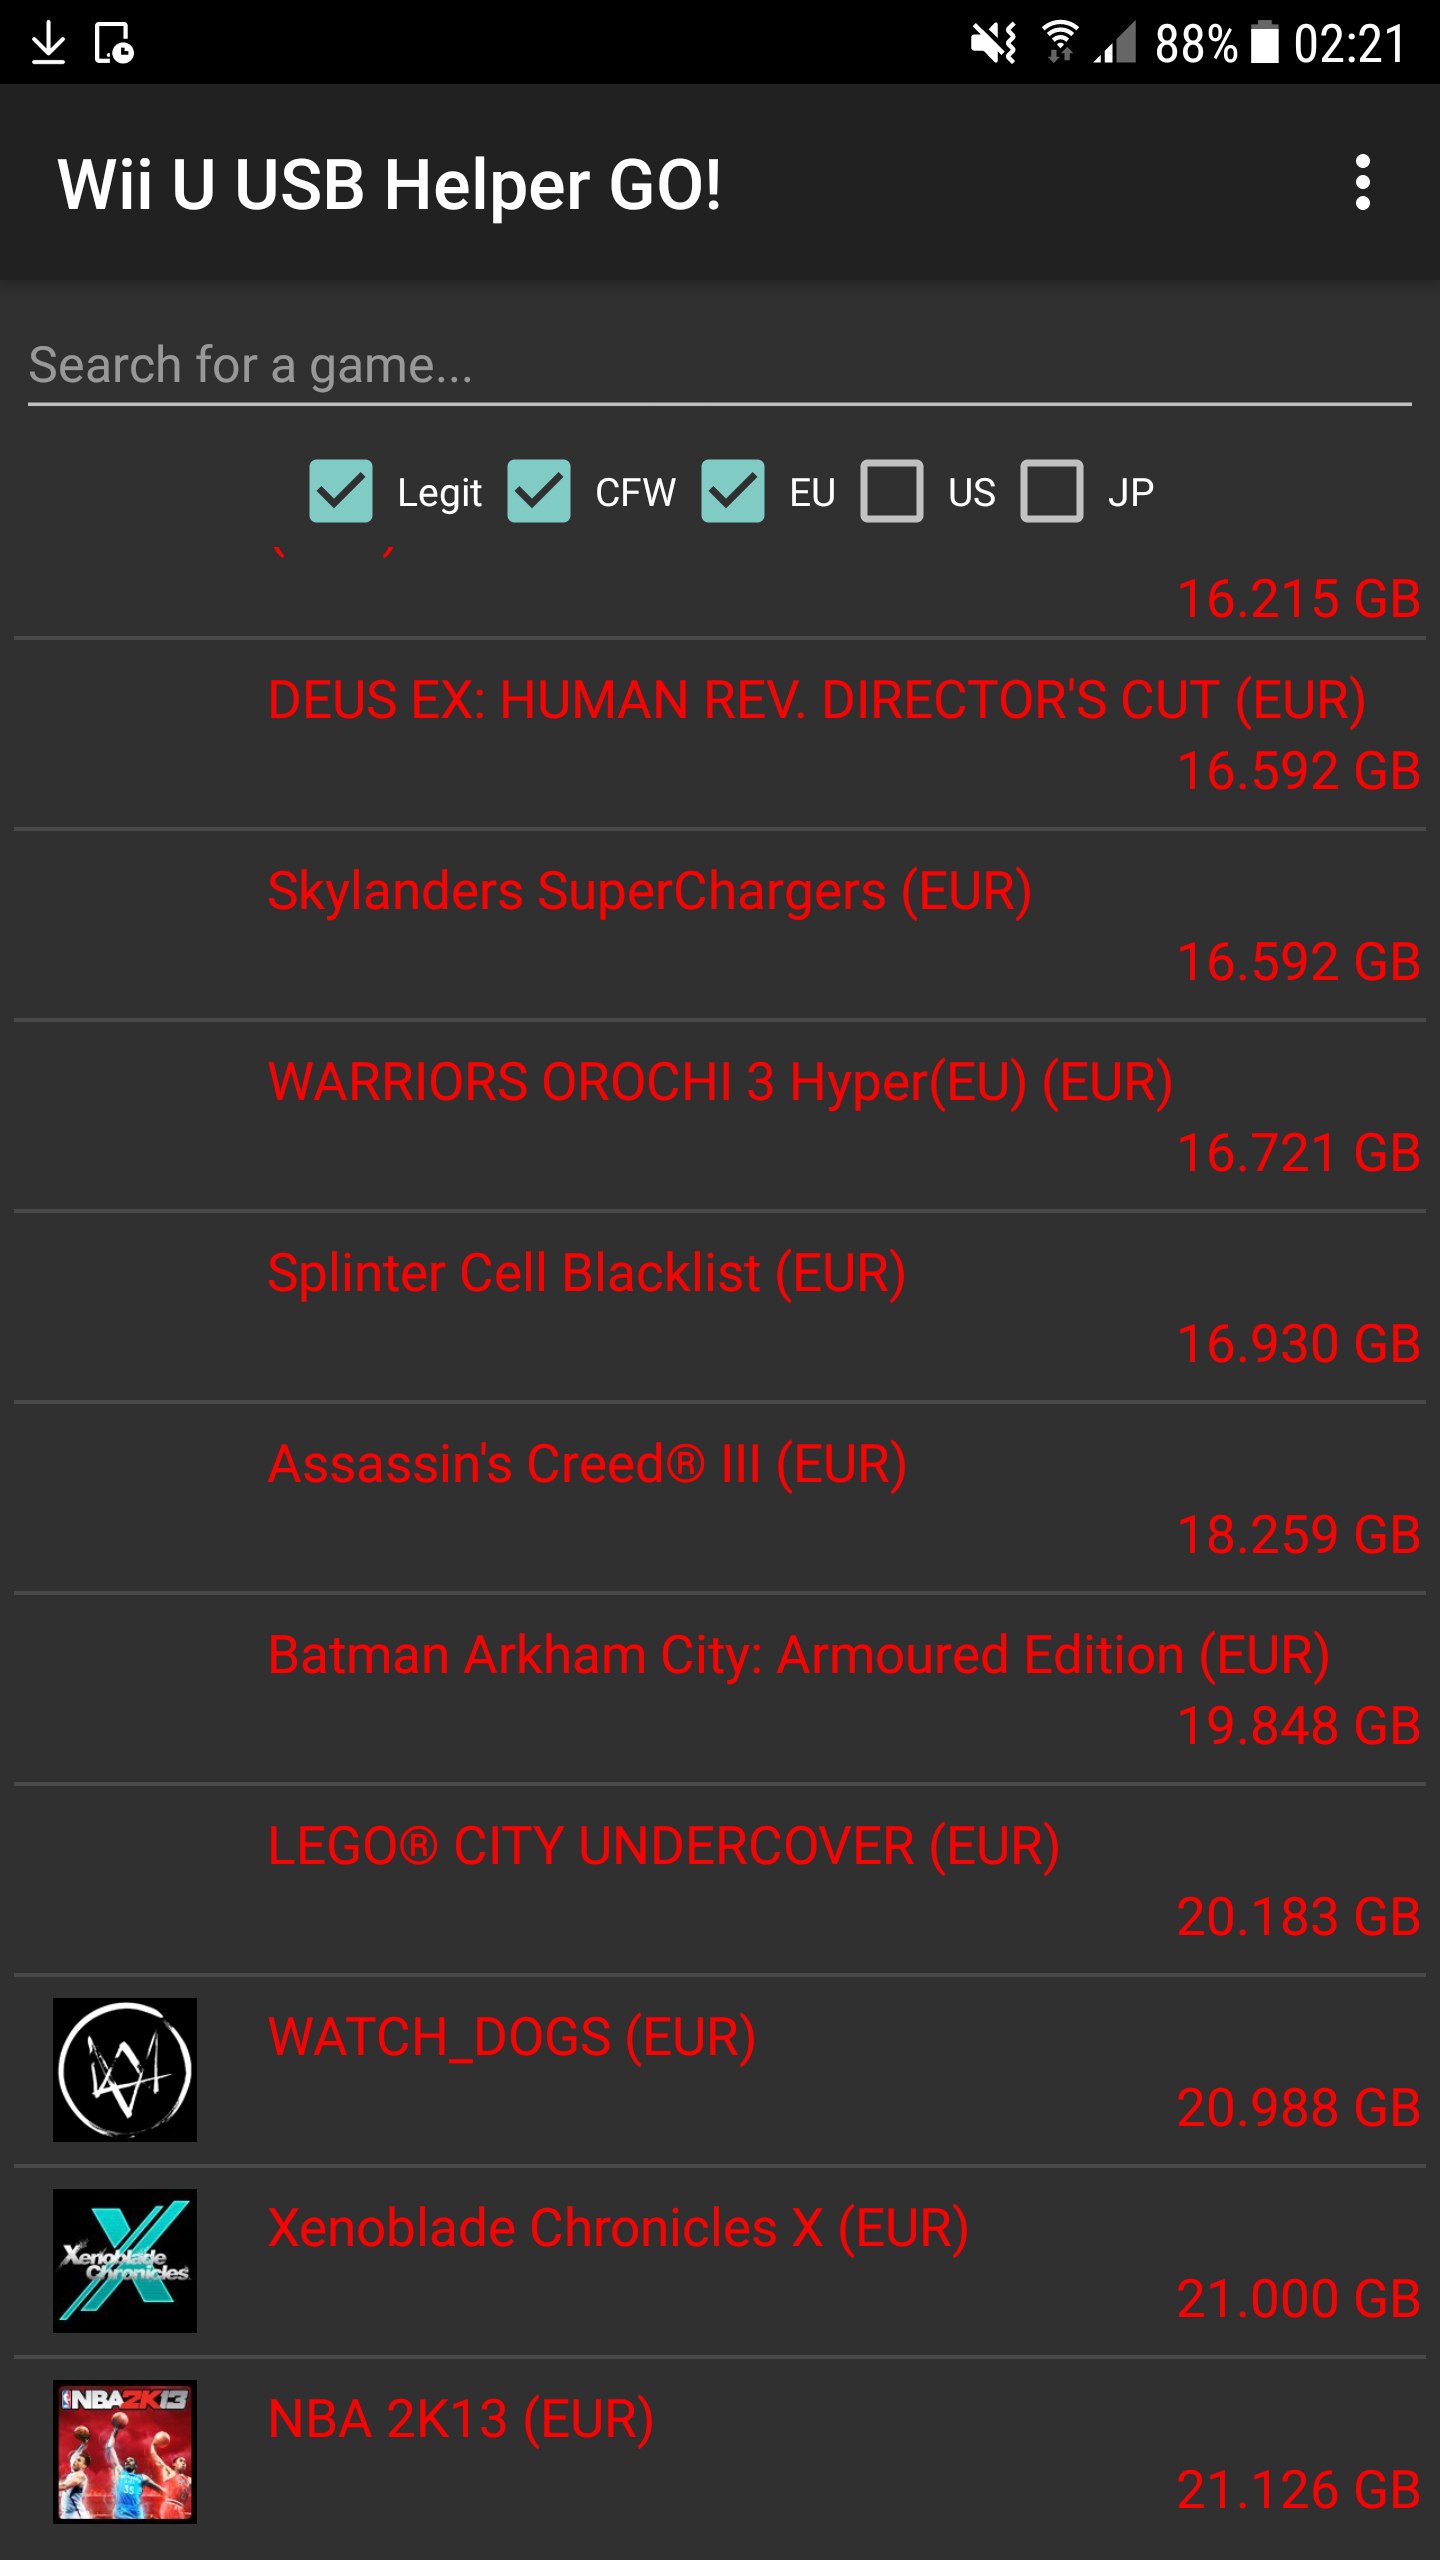 88% 02:21
Wii U USB Helper GO!
Search for a game...
Legit CFW EU US JP
16.215 GB
DEUS EX: HUMAN REV. DIRECTOR'S CUT (EUR)
16.592 GB
Skylanders SuperChargers (EUR)
16.592 GB
WARRIORS OROCHI 3 Hyper(EU) (EUR)
16.721 GB
Splinter Cell Blacklist (EUR)
16.930 GB
Assassin's Creed® III (EUR)
18.259 GB
Batman Arkham City: Armoured Edition (EUR)
19.848 GB
LEGO® CITY UNDERCOVER (EUR)
20.183 GB
WATCH_DOGS (EUR)
20.988 GB
Xenoblade
Chronicles
X
Xenoblade Chronicles X (EUR)
21.000 GB
NBA2K13
35
NBA 2K13 (EUR)
21.126 GB